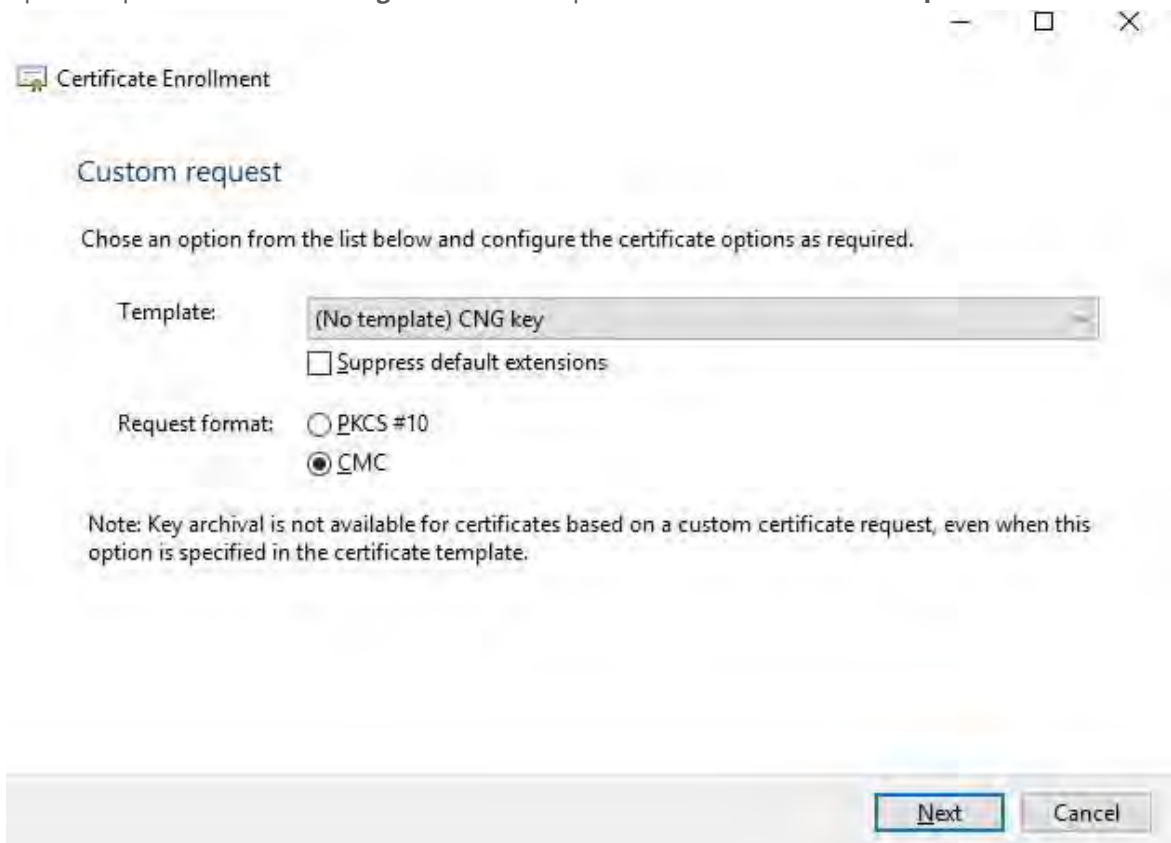 Certificate Enrollment
Custom request
Chose an option from the list below and configure the certificate options as required.
Template:
(No template) CNG key
Suppress default extensions
Request format:
PKCS #10
CMC
Note: Key archival is not available for certificates based on a custom certificate request, even when this
option is specified in the certificate template.
Next
Cancel